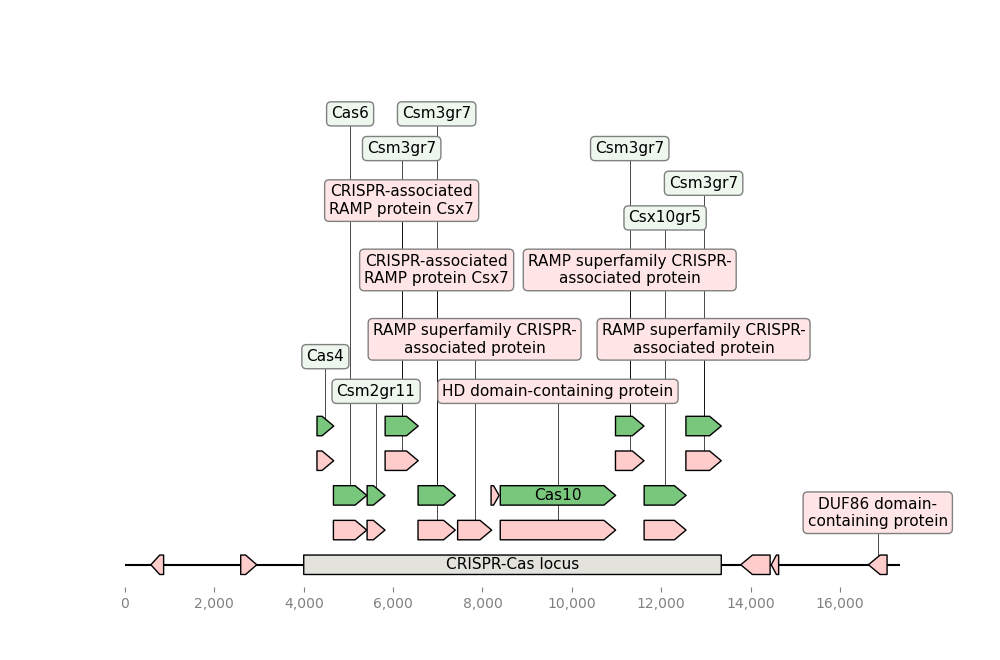 Cas6
Csm3gr7
Csm3gr7
Csm3gr7
Csm3gr7
CRISPR-associated
RAMP protein Csx7
Csx10gr5
CRISPR-associated
RAMP protein Csx7
RAMP superfamily CRISPR-
associated protein
RAMP superfamily CRISPR-
associated protein
RAMP superfamily CRISPR-
associated protein
Cas4
Csm2gr11
HD domain-containing protein
Cas10
DUF86 domain-
containing protein
CRISPR-Cas locus
0
2,000
4,000
6,000
8,000
10,000
12,000
14,000
16,000